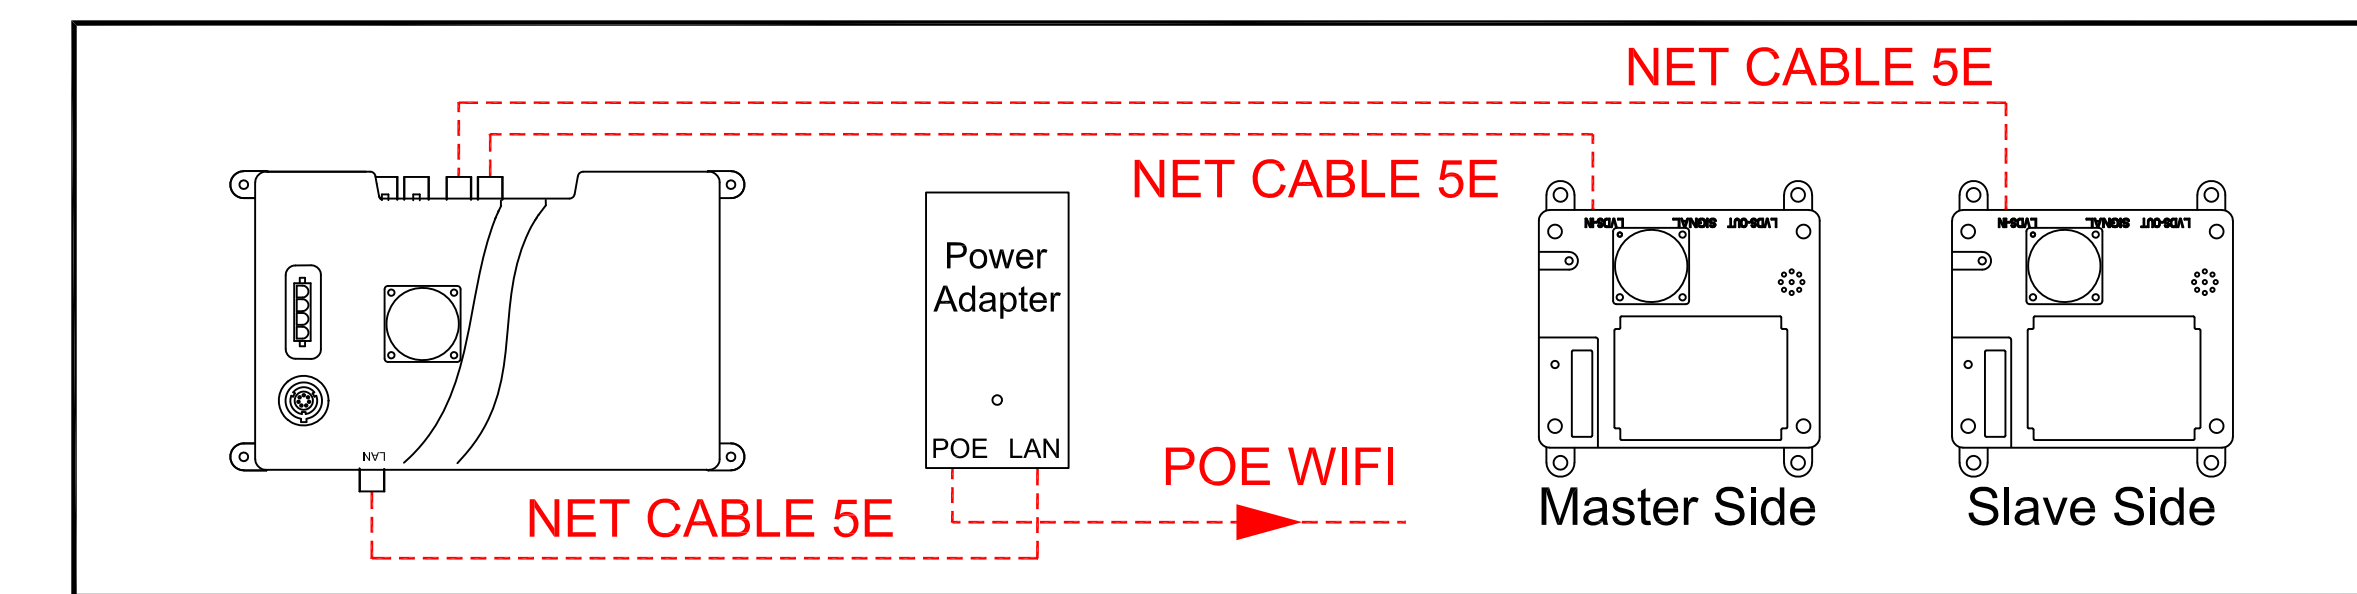 NET CABLE 5E
NET CABLE 5E
LVDS-IN SIGNAL LVDS-OUT
LVDS-IN SIGNAL LVDS-OUT
Power
Adapter
POE LAN
LAN
POE WIFI
NET CABLE 5E
Master Side
Slave Side